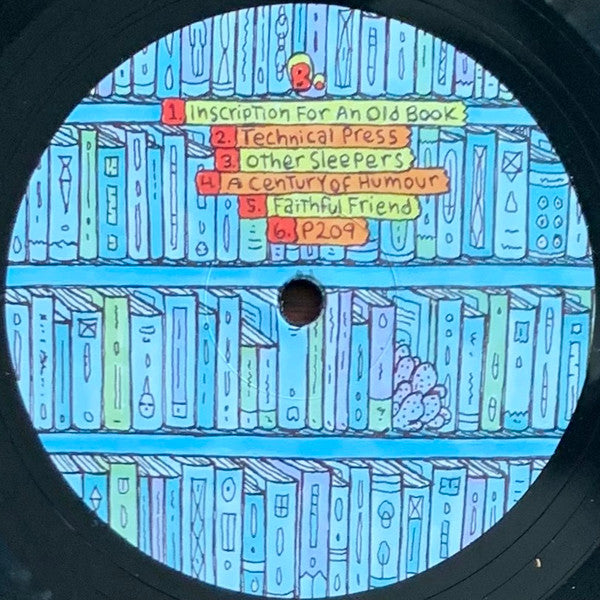 B.
1. Inscription For An Old Book
2. Technical Press
3. Other Sleepers
4. A Century of Humour
5. Faithful Friend
6. P209